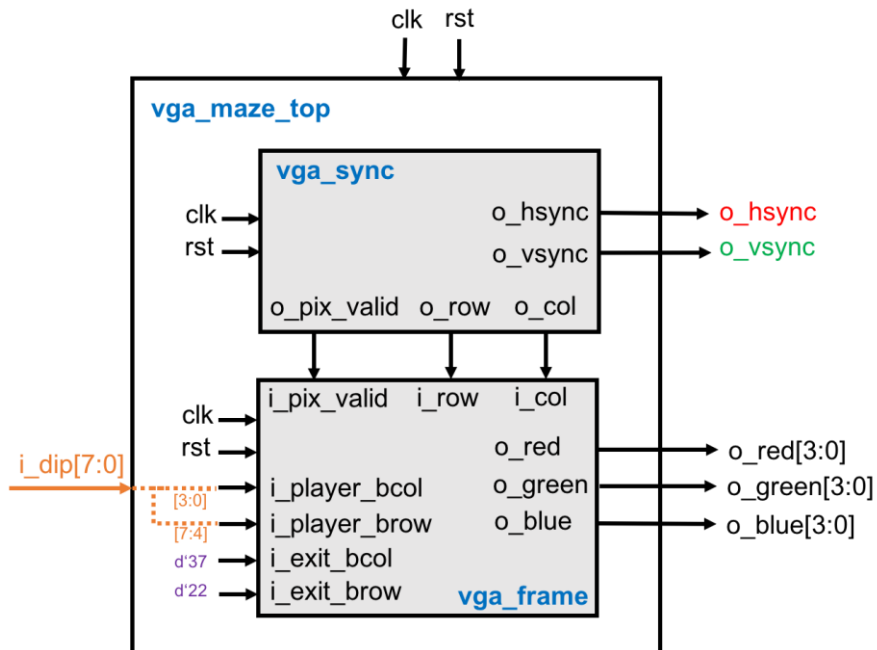 clk rst
vga_maze_top
vga_sync
clk
rst
o_hsync
o_vsync
o_hsync
o_vsync
o_pix_valid o_row o_col
i_pix_valid i_row i_col
clk
rst
i_dip[7:0]
[3:0]
[7:4]
d'37
d'22
i_player_bcol
i_player_brow
i_exit_bcol
i_exit_brow
o_red
o_green
o_blue
vga_frame
o_red[3:0]
o_green[3:0]
o_blue[3:0]